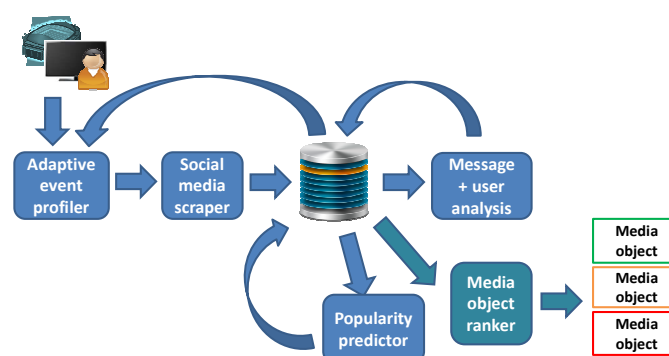 Adaptive
event
profiler
Social
media
scraper
Message
+ user
analysis
Popularity
predictor
Media
object
ranker
Media
object
Media
object
Media
object